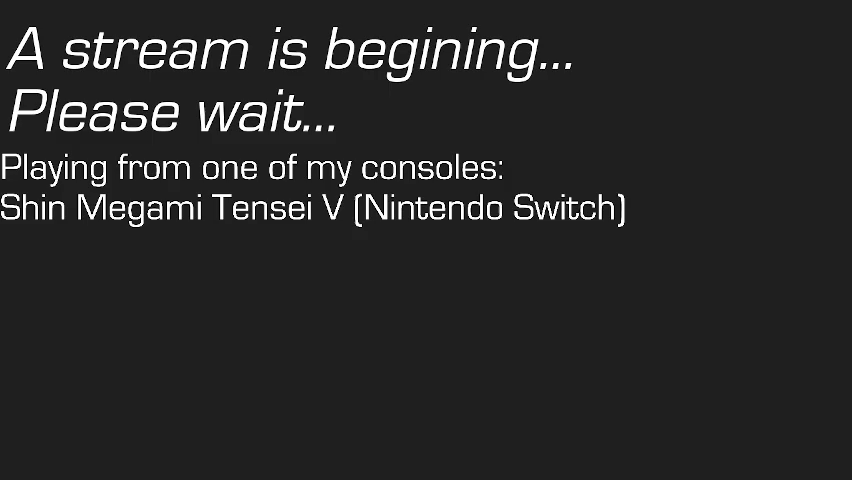 A stream is begining...
Please wait...
Playing from one of my consoles:
Shin Megami Tensei V (Nintendo Switch)